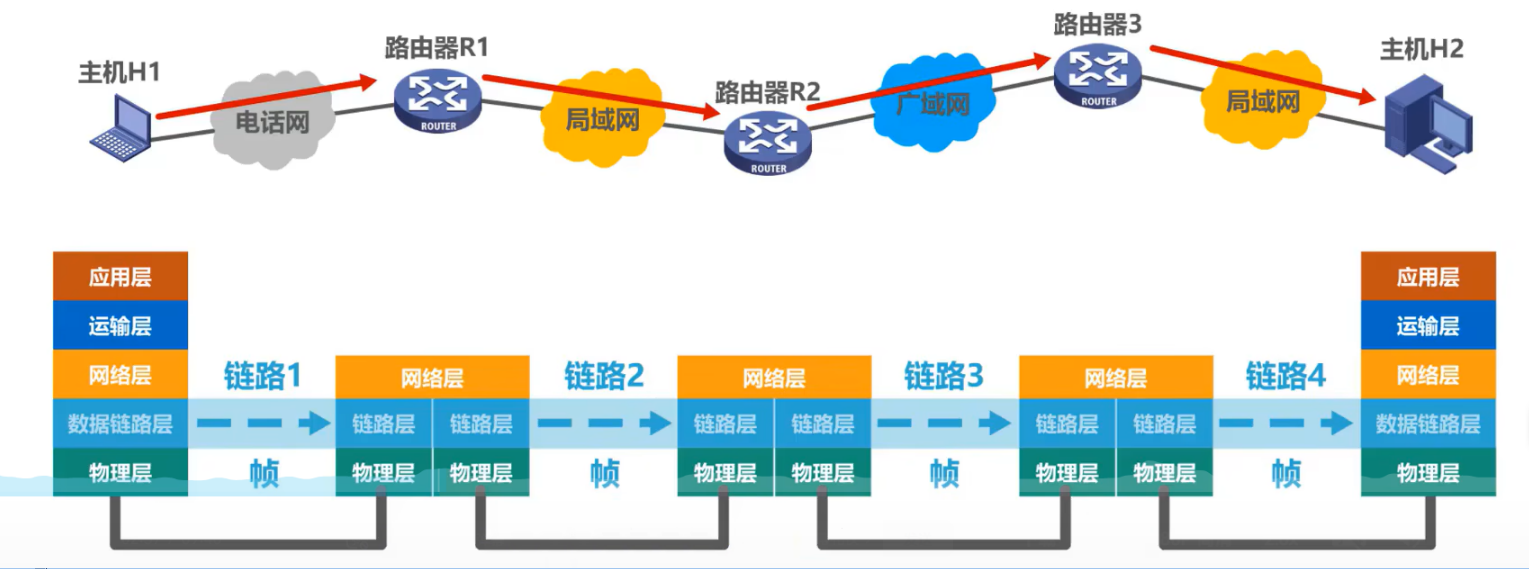 主机H1
路由器R1
路由器R2
路由器3
主机H2
电话网
局域网
广域网
局域网
ROUTER
ROUTER
ROUTER
应用层
运输层
网络层
数据链路层
物理层
链路1
帧
网络层
链路层 链路层
物理层 物理层
链路2
帧
网络层
链路层 链路层
物理层 物理层
链路3
帧
网络层
链路层 链路层
物理层 物理层
链路4
帧
应用层
运输层
网络层
数据链路层
物理层